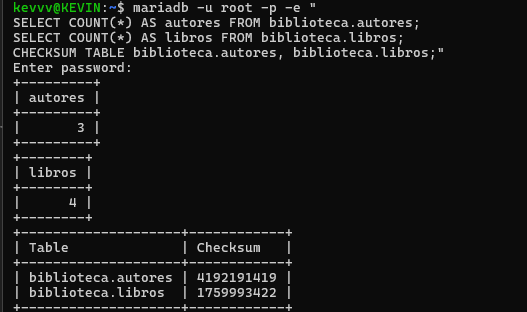 kevvv@KEVIN:~$ mariadb -u root -p -e "
SELECT COUNT(*) AS autores FROM biblioteca.autores;
SELECT COUNT(*) AS libros FROM biblioteca.libros;
CHECKSUM TABLE biblioteca.autores, biblioteca.libros;"
Enter password:
+---------+
| autores |
+---------+
|       3 |
+---------+
+--------+
| libros |
+--------+
|      4 |
+--------+
+--------------------+------------+
| Table              | Checksum   |
+--------------------+------------+
| biblioteca.autores | 4192191419 |
| biblioteca.libros  | 1759993422 |
+--------------------+------------+